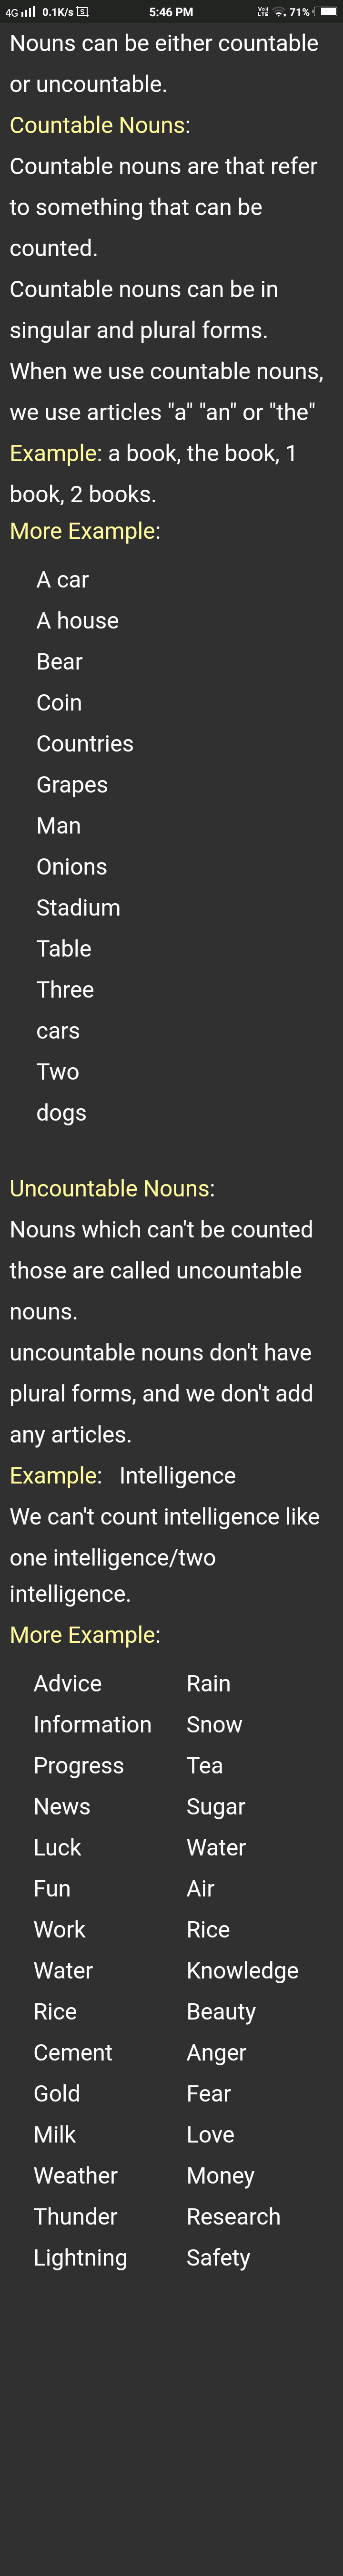 4G 0.1K/s 5:46 PM Vo) LTE 71%
Nouns can be either countable
or uncountable.
Countable Nouns:
Countable nouns are that refer
to something that can be
counted.
Countable nouns can be in
singular and plural forms.
When we use countable nouns,
we use articles "a" "an" or "the"
Example: a book, the book, 1
book, 2 books.
More Example:
A car
A house
Bear
Coin
Countries
Grapes
Man
Onions
Stadium
Table
Three
cars
Two
dogs
Uncountable Nouns:
Nouns which can't be counted
those are called uncountable
nouns.
uncountable nouns don't have
plural forms, and we don't add
any articles.
Example: Intelligence
We can't count intelligence like
one intelligence/two
intelligence.
More Example:
Advice Rain
Information Snow
Progress Tea
News Sugar
Luck Water
Fun Air
Work Rice
Water Knowledge
Rice Beauty
Cement Anger
Gold Fear
Milk Love
Weather Money
Thunder Research
Lightning Safety